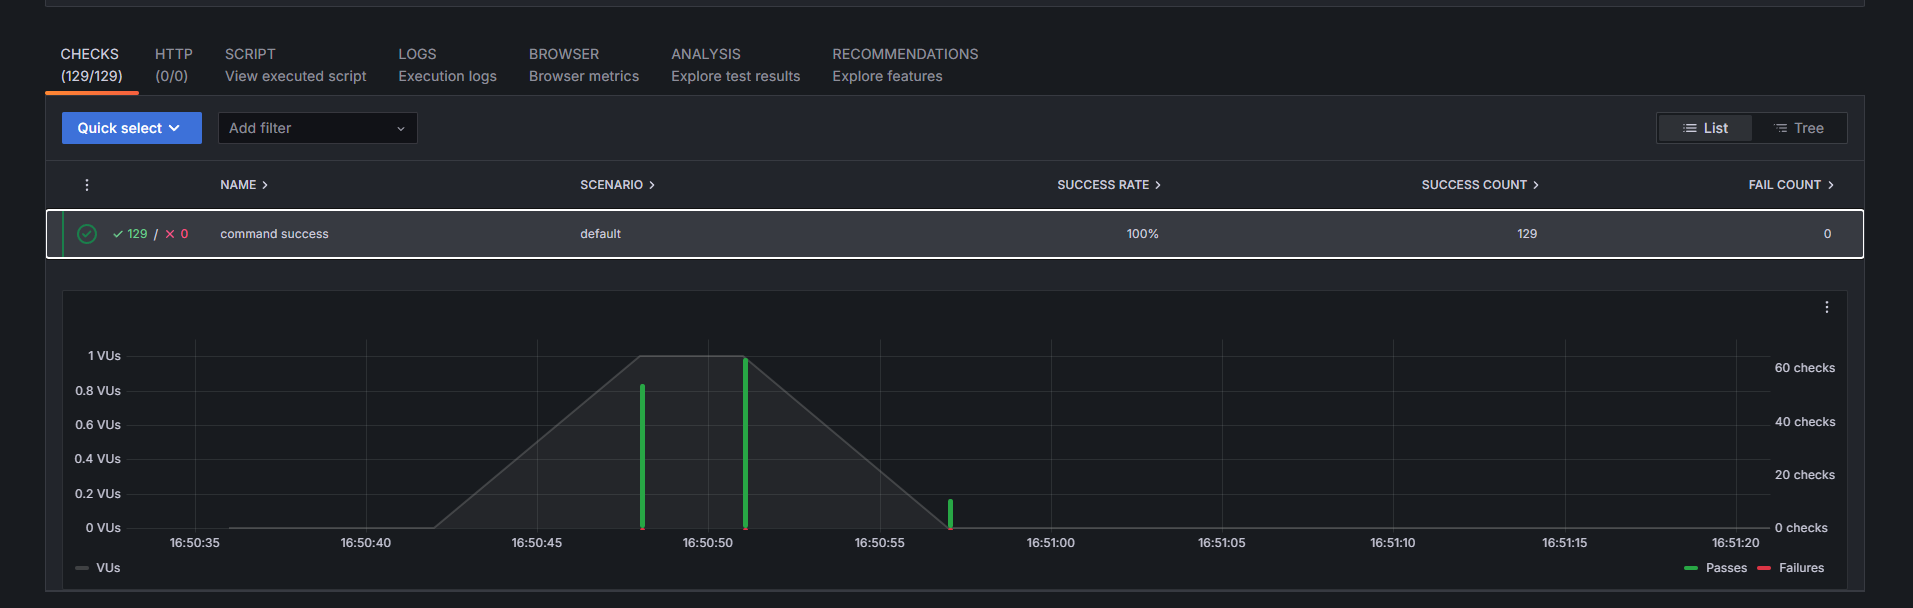 CHECKS HTTP SCRIPT LOGS BROWSER ANALYSIS RECOMMENDATIONS
(129/129) (0/0) View executed script Execution logs Browser metrics Explore test results Explore features
Quick select Add filter List Tree
NAME SCENARIO SUCCESS RATE SUCCESS COUNT FAIL COUNT
129 / 0 command success default 100% 129 0
1 VUs
60 checks
0.8 VUs
0.6 VUs
40 checks
0.4 VUs
20 checks
0.2 VUs
0 VUs
0 checks
16:50:35 16:50:40 16:50:45 16:50:50 16:50:55 16:51:00 16:51:05 16:51:10 16:51:15 16:51:20
VUs Passes Failures